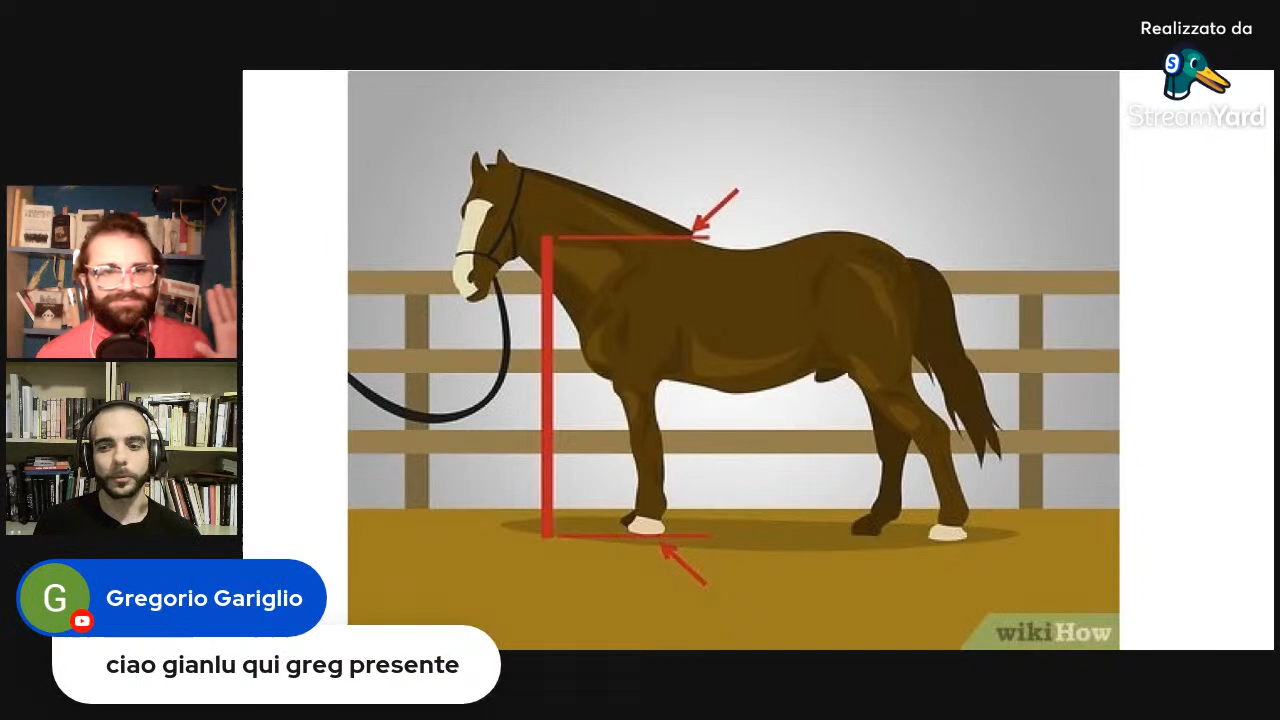 Realizzato da
StreamYard
Gregorio Gariglio
ciao gianlu qui greg presente
wikiHow